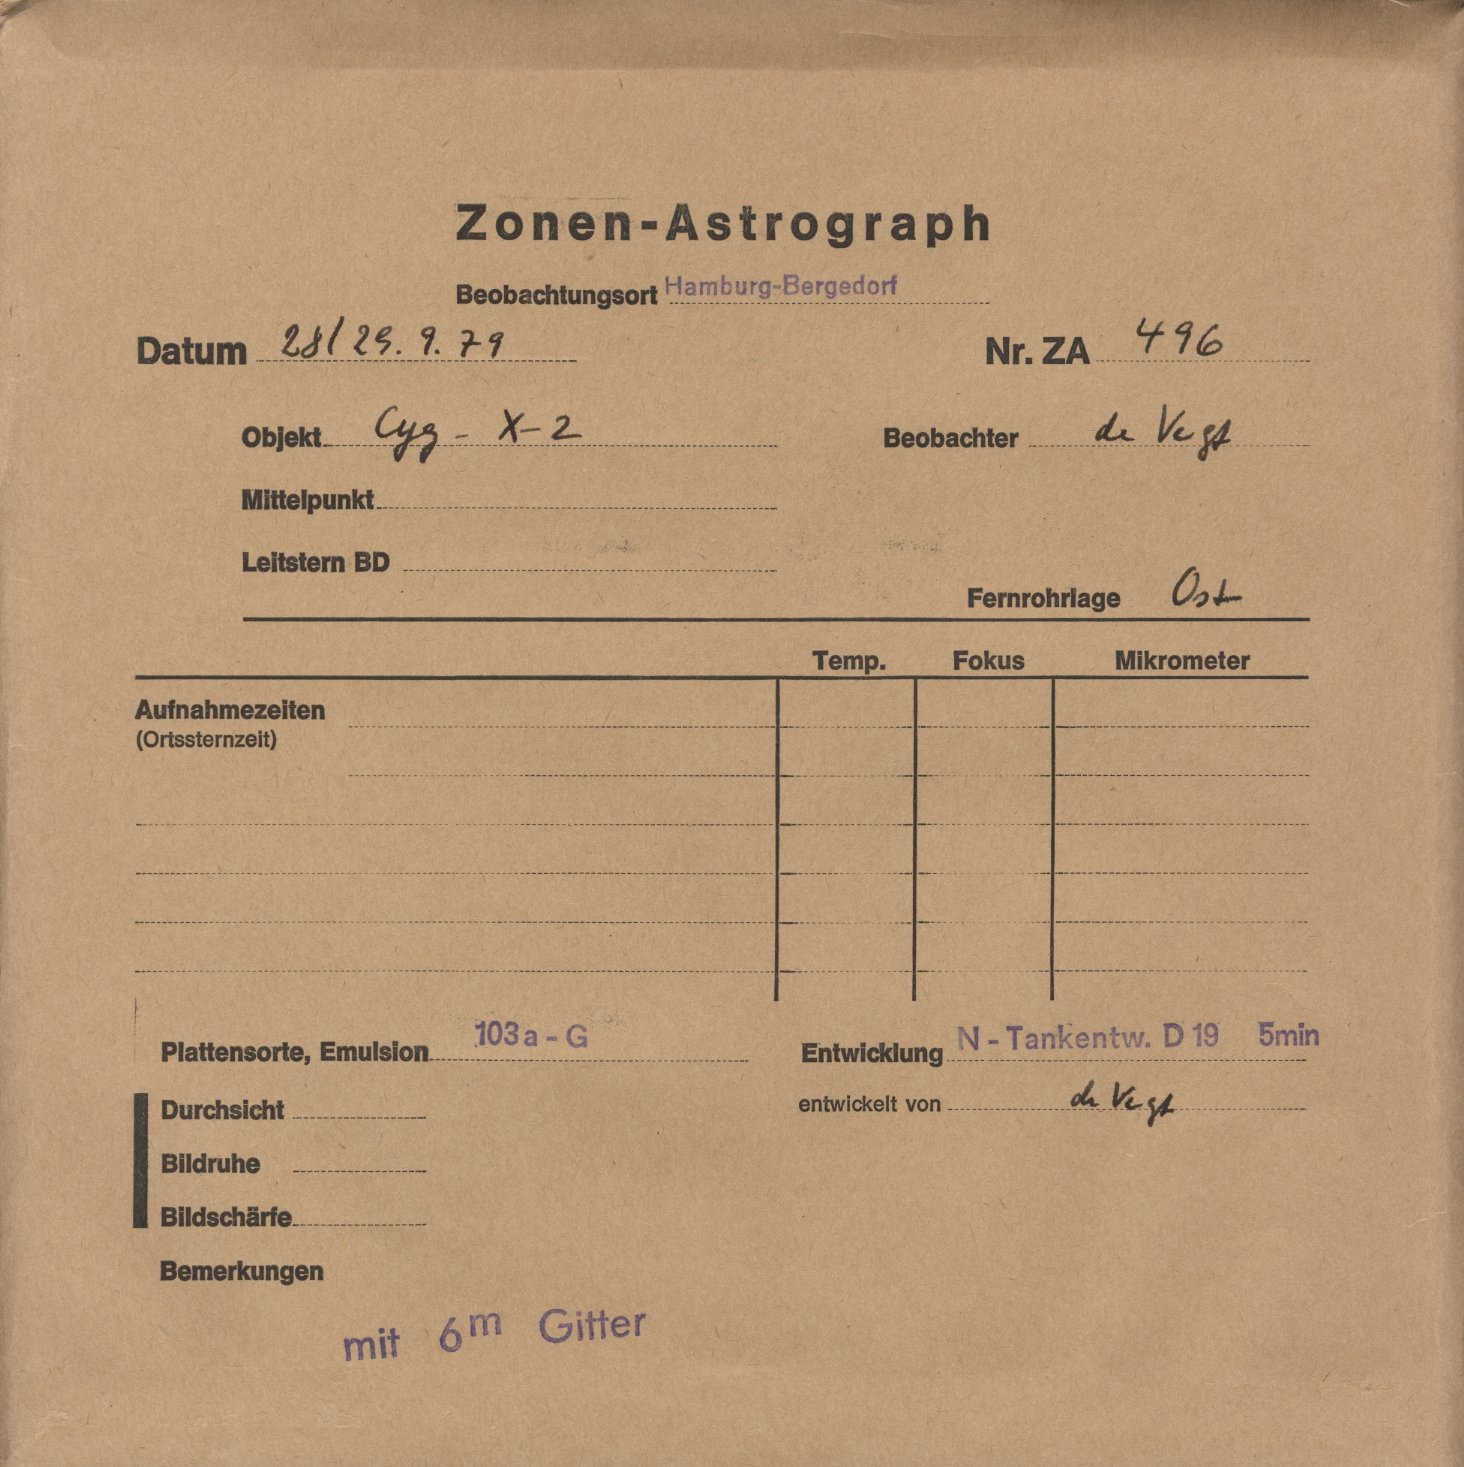 Zonen-Astrograph
Beobachtungsort Hamburg-Bergedorf
Datum 28/29. 9. 79 Nr. ZA 496
Objekt Cyg - X-2 Beobachter de Vegt
Mittelpunkt
Leitstern BD
Fernrohrlage Ost
Temp. Fokus Mikrometer
Aufnahmezeiten
(Ortssternzeit)
Plattensorte, Emulsion 103a-G Entwicklung N-Tankentw. D19 5min
Durchsicht entwickelt von de Vegt
Bildruhe
Bildschärfe
Bemerkungen
mit 6m Gitter